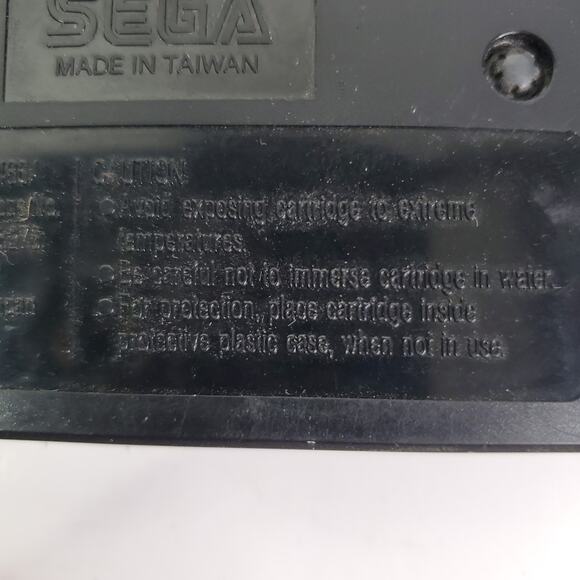 SEGA
MADE IN TAIWAN
CAUTION
● Avoid exposing cartridge to extreme
temperatures.
● Be careful not to immerse cartridge in water.
● For protection, place cartridge inside
protective plastic case, when not in use.